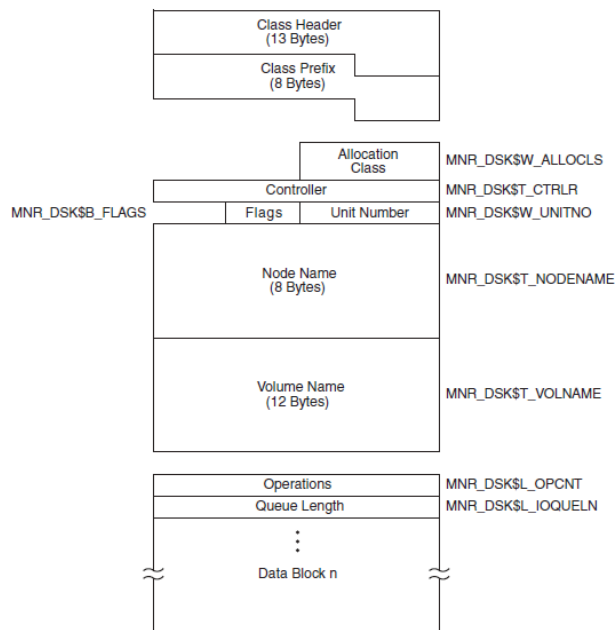 Class Header
(13 Bytes)
Class Prefix
(8 Bytes)
Allocation
Class
MNR_DSK$W_ALLOCLS
Controller
MNR_DSK$T_CTRLR
MNR_DSK$B_FLAGS
Flags
Unit Number
MNR_DSK$W_UNITNO
Node Name
(8 Bytes)
MNR_DSK$T_NODENAME
Volume Name
(12 Bytes)
MNR_DSK$T_VOLNAME
Operations
MNR_DSK$L_OPCNT
Queue Length
MNR_DSK$L_IOQUELN
Data Block n